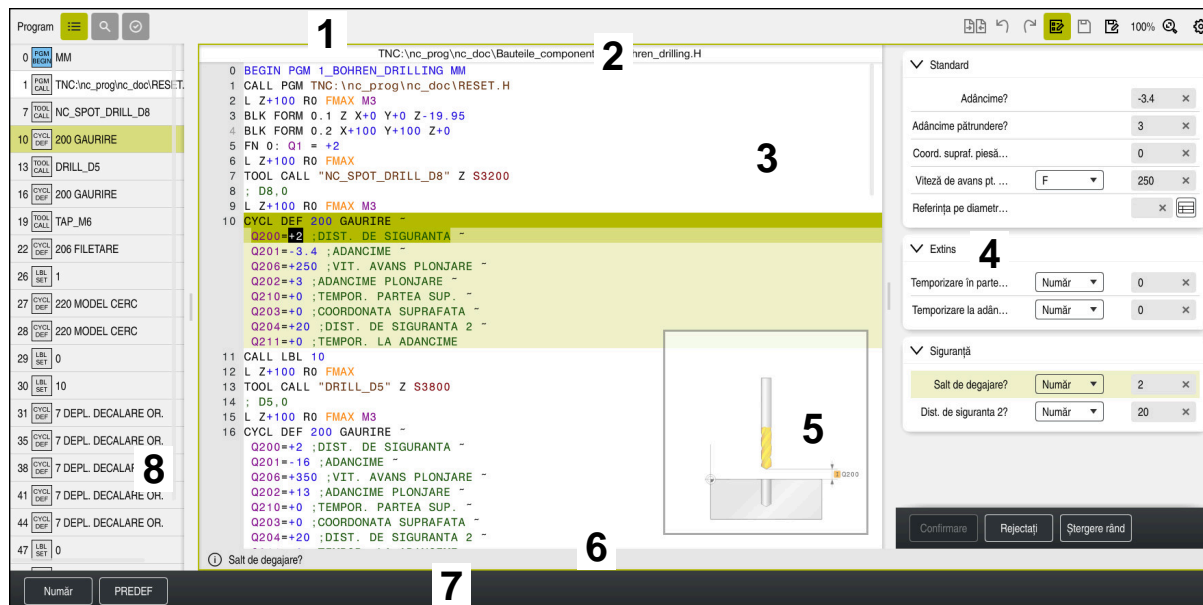 Program
1
100%
TNC:\nc_prog\nc_doc\Bauteile_component
2
hren_drilling.H
0 PGM BEGIN MM
1 PGM CALL TNC:\nc_prog\nc_doc\RESET.
7 TOOL CALL NC_SPOT_DRILL_D8
10 CYCL DEF 200 GAURIRE
13 TOOL CALL DRILL_D5
16 CYCL DEF 200 GAURIRE
19 TOOL CALL TAP_M6
22 CYCL DEF 206 FILETARE
26 LBL SET 1
27 CYCL DEF 220 MODEL CERC
28 CYCL DEF 220 MODEL CERC
29 LBL SET 0
30 LBL SET 10
31 CYCL DEF 7 DEPL. DECALARE OR.
35 CYCL DEF 7 DEPL. DECALARE OR.
38 CYCL DEF 7 DEPL. DECALAR
41 CYCL DEF 7 DEPL. DECALARE OR.
44 CYCL DEF 7 DEPL. DECALARE OR.
47 LBL SET 0
8
0 BEGIN PGM 1_BOHREN_DRILLING MM
1 CALL PGM TNC:\nc_prog\nc_doc\RESET.H
2 L Z+100 R0 FMAX M3
3 BLK FORM 0.1 Z X+0 Y+0 Z-19.95
4 BLK FORM 0.2 X+100 Y+100 Z+0
5 FN 0: Q1 = +2
6 L Z+100 R0 FMAX
7 TOOL CALL "NC_SPOT_DRILL_D8" Z S3200
8 ; D8,0
9 L Z+100 R0 FMAX M3
10 CYCL DEF 200 GAURIRE ~
Q200=+2 ;DIST. DE SIGURANTA ~
Q201=-3.4 ;ADANCIME ~
Q206=+250 ;VIT. AVANS PLONJARE ~
Q202=+3 ;ADANCIME PLONJARE ~
Q210=+0 ;TEMPOR. PARTEA SUP. ~
Q203=+0 ;COORDONATA SUPRAFATA ~
Q204=+20 ;DIST. DE SIGURANTA 2 ~
Q211=+0 ;TEMPOR. LA ADANCIME
11 CALL LBL 10
12 L Z+100 R0 FMAX
13 TOOL CALL "DRILL_D5" Z S3800
14 ; D5,0
15 L Z+100 R0 FMAX M3
16 CYCL DEF 200 GAURIRE ~
Q200=+2 ;DIST. DE SIGURANTA ~
Q201=-16 ;ADANCIME ~
Q206=+350 ;VIT. AVANS PLONJARE ~
Q202=+13 ;ADANCIME PLONJARE ~
Q210=+0 ;TEMPOR. PARTEA SUP. ~
Q203=+0 ;COORDONATA SUPRAFATA ~
Q204=+20 ;DIST. DE SIGURANTA 2 ~
3
5
Q200
Standard
Adâncime? -3.4 ×
Adâncime pătrundere? 3 ×
Coord. supraf. piesă... 0 ×
Viteză de avans pt. ... F 250 ×
Referința pe diametr... ×
Extins
4
Temporizare în parte... Număr 0 ×
Temporizare la adân... Număr 0 ×
Siguranță
Salt de degajare? Număr 2 ×
Dist. de siguranta 2? Număr 20 ×
Confirmare Rejectați Ștergere rând
Salt de degajare?
6
Număr PREDEF
7